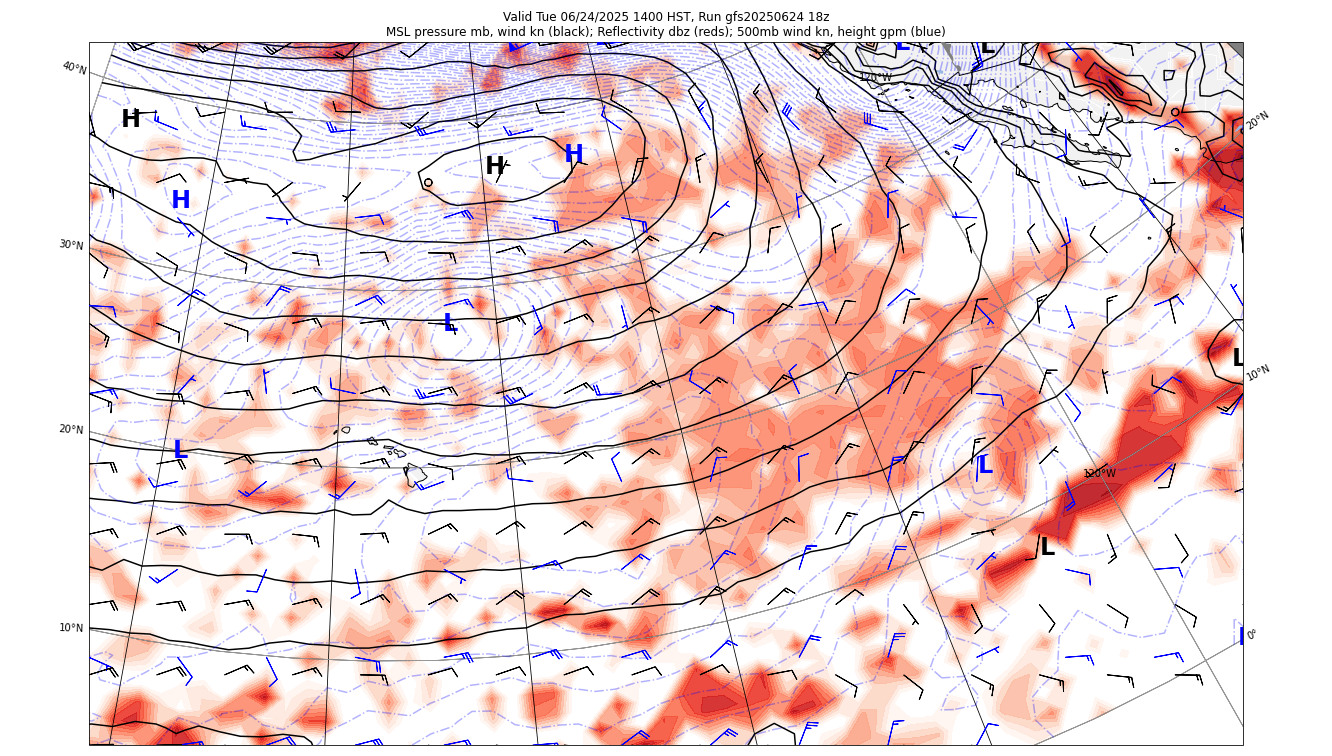 Valid Tue 06/24/2025 1400 HST, Run gfs20250624 18z
MSL pressure mb, wind kn (black); Reflectivity dbz (reds); 500mb wind kn, height gpm (blue)
L L
40°N
120°W
H
20°N
H H
H
30°N
L
L
10°N
20°N
L
L
120°W
L
10°N
0°